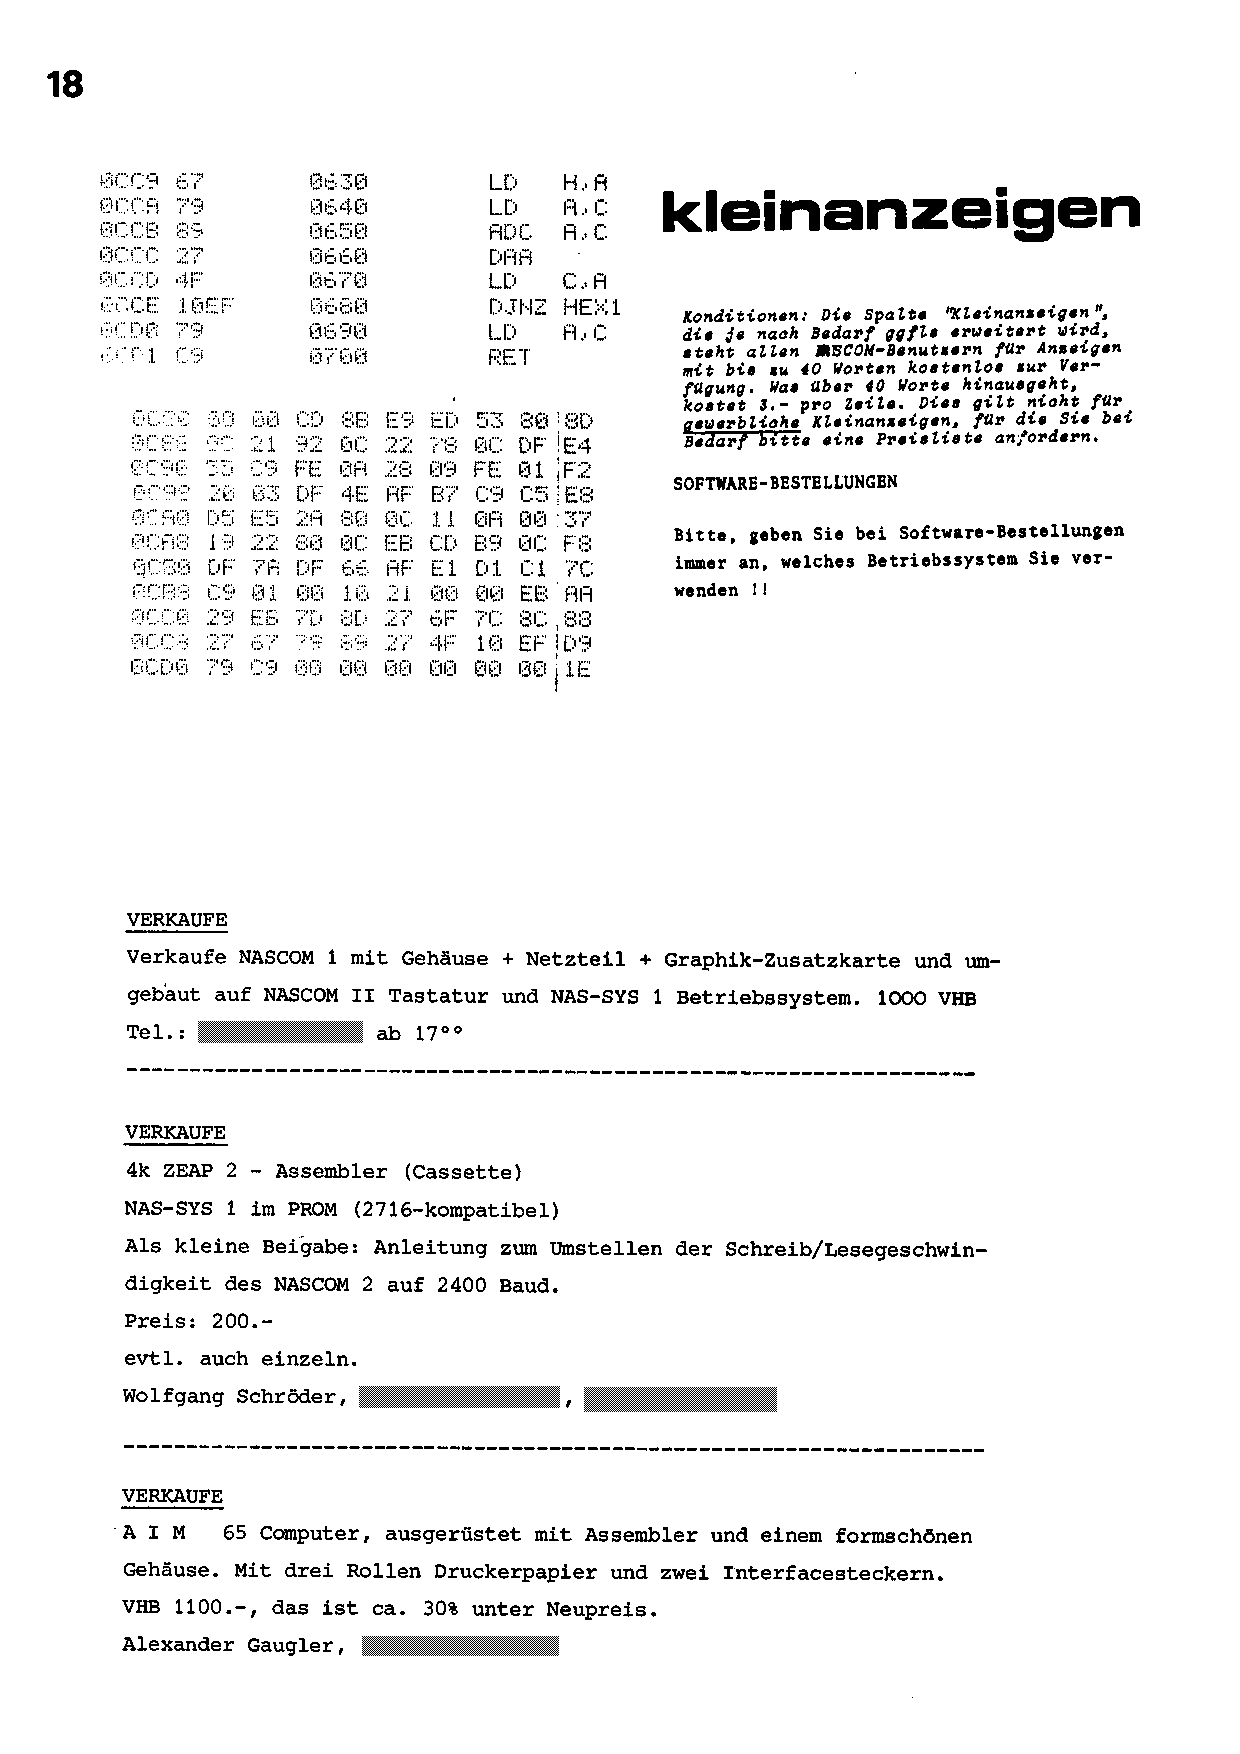 18
0CC9 67 0630 LD H,A
0CCA 79 0640 LD A,C
0CCB 89 0650 ADC A,C
0CCC 27 0660 DAA
0CCD 4F 0670 LD C,A
0CCE 10EF 0680 DJNZ HEX1
0CD0 79 0690 LD A,C
0CD1 C9 0700 RET
0C80 00 00 CD 8B E9 ED 53 80 8D
0C88 0C 21 92 0C 22 78 0C DF E4
0C90 55 C9 FE 0A 28 09 FE 01 F2
0C98 20 03 DF 4E AF B7 C9 C5 E8
0CA0 D5 E5 2A 80 0C 11 0A 00 37
0CA8 19 22 80 0C EB CD B9 0C F8
0CB0 DF 7A DF 66 AF E1 D1 C1 7C
0CB8 C9 01 00 10 21 00 00 EB AA
0CC0 29 EB 7D 8D 27 6F 7C 8C 88
0CC8 27 67 79 89 27 4F 10 EF D9
0CD0 79 C9 00 00 00 00 00 00 1E
kleinanzeigen
Konditionen: Die Spalte "Kleinanzeigen",
die je nach Bedarf ggfls erweitert wird,
steht allen NASCOM-Benutzern für Anzeigen
mit bis zu 40 Worten kostenlos zur Ver-
fügung. Was über 40 Worte hinausgeht,
kostet 3.- pro Zeile. Dies gilt nicht für
gewerbliche Kleinanzeigen, für die Sie bei
Bedarf bitte eine Preisliste anfordern.
SOFTWARE-BESTELLUNGEN
Bitte, geben Sie bei Software-Bestellungen
immer an, welches Betriebssystem Sie ver-
wenden !!
VERKAUFE
Verkaufe NASCOM 1 mit Gehäuse + Netzteil + Graphik-Zusatzkarte und um-
gebaut auf NASCOM II Tastatur und NAS-SYS 1 Betriebssystem. 1000 VHB
Tel.: ab 17°°
VERKAUFE
4k ZEAP 2 - Assembler (Cassette)
NAS-SYS 1 im PROM (2716-kompatibel)
Als kleine Beigabe: Anleitung zum Umstellen der Schreib/Lesegeschwin-
digkeit des NASCOM 2 auf 2400 Baud.
Preis: 200.-
evtl. auch einzeln.
Wolfgang Schröder, ,
VERKAUFE
A I M 65 Computer, ausgerüstet mit Assembler und einem formschönen
Gehäuse. Mit drei Rollen Druckerpapier und zwei Interfacesteckern.
VHB 1100.-, das ist ca. 30% unter Neupreis.
Alexander Gaugler,